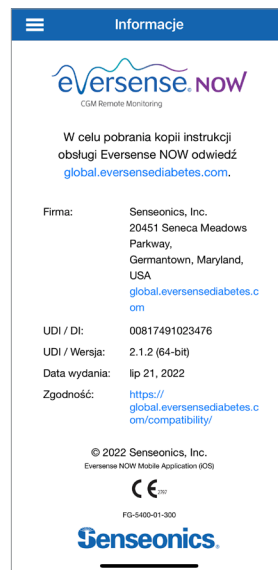 Informacje
eversense. NOW
CGM Remote Monitoring
W celu pobrania kopii instrukcji
obsługi Eversense NOW odwiedź
global.eversensediabetes.com.
Firma: Senseonics, Inc.
20451 Seneca Meadows
Parkway,
Germantown, Maryland,
USA
global.eversensediabetes.c
om
UDI / DI: 00817491023476
UDI / Wersja: 2.1.2 (64-bit)
Data wydania: lip 21, 2022
Zgodność: https://
global.eversensediabetes.c
om/compatibility/
© 2022 Senseonics, Inc.
Eversense NOW Mobile Application (iOS)
CE 2797
FG-5400-01-300
Senseonics.